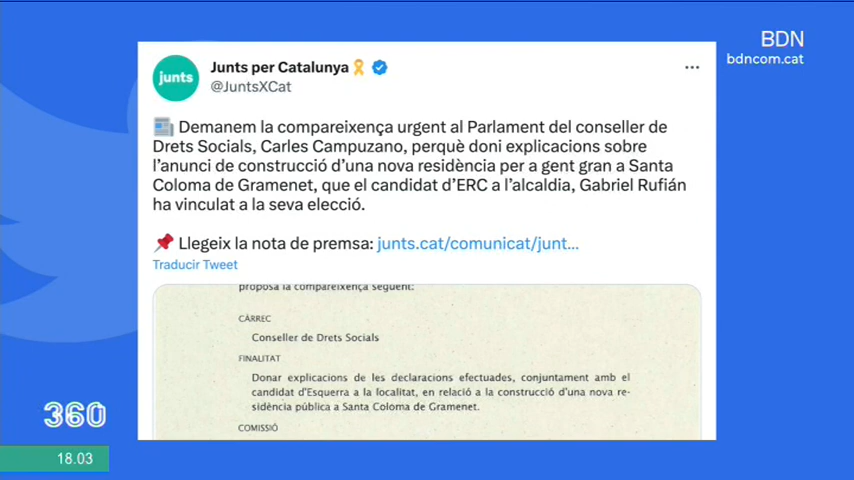 BDN
bdncom.cat
junts
Junts per Catalunya
@JuntsXCat
Demanem la compareixença urgent al Parlament del conseller de
Drets Socials, Carles Campuzano, perquè doni explicacions sobre
l'anunci de construcció d'una nova residència per a gent gran a Santa
Coloma de Gramenet, que el candidat d'ERC a l'alcaldia, Gabriel Rufián
ha vinculat a la seva elecció.
Llegeix la nota de premsa: junts.cat/comunicat/junt...
Traducir Tweet
proposa la compareixença següent:
CÀRREC
Conseller de Drets Socials
FINALITAT
Donar explicacions de les declaracions efectuades, conjuntament amb el
candidat d'Esquerra a la localitat, en relació a la construcció d'una nova re-
sidència pública a Santa Coloma de Gramenet.
COMISSIÓ
360
18.03